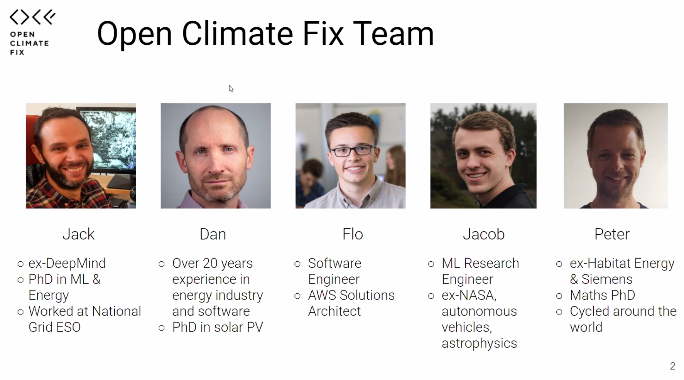 OPEN
CLIMATE
FIX
Open Climate Fix Team
Jack
○ ex-DeepMind
○ PhD in ML &
Energy
○ Worked at National
Grid ESO
Dan
○ Over 20 years
experience in
energy industry
and software
○ PhD in solar PV
Flo
○ Software
Engineer
○ AWS Solutions
Architect
Jacob
○ ML Research
Engineer
○ ex-NASA,
autonomous
vehicles,
astrophysics
Peter
○ ex-Habitat Energy
& Siemens
○ Maths PhD
○ Cycled around the
world
2